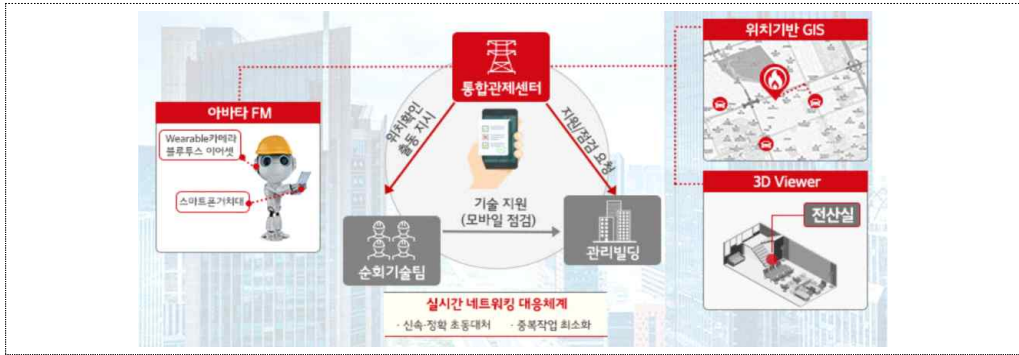 위치기반 GIS
통합관제센터
아바타 FM
Wearable카메라
블루투스 이어셋
스마트폰거치대
위치확인
출동 지시
지원/점검 요청
기술 지원
(모바일 점검)
순회기술팀
관리빌딩
3D Viewer
전산실
실시간 네트워킹 대응체계
· 신속·정확 초동대처 · 중복작업 최소화